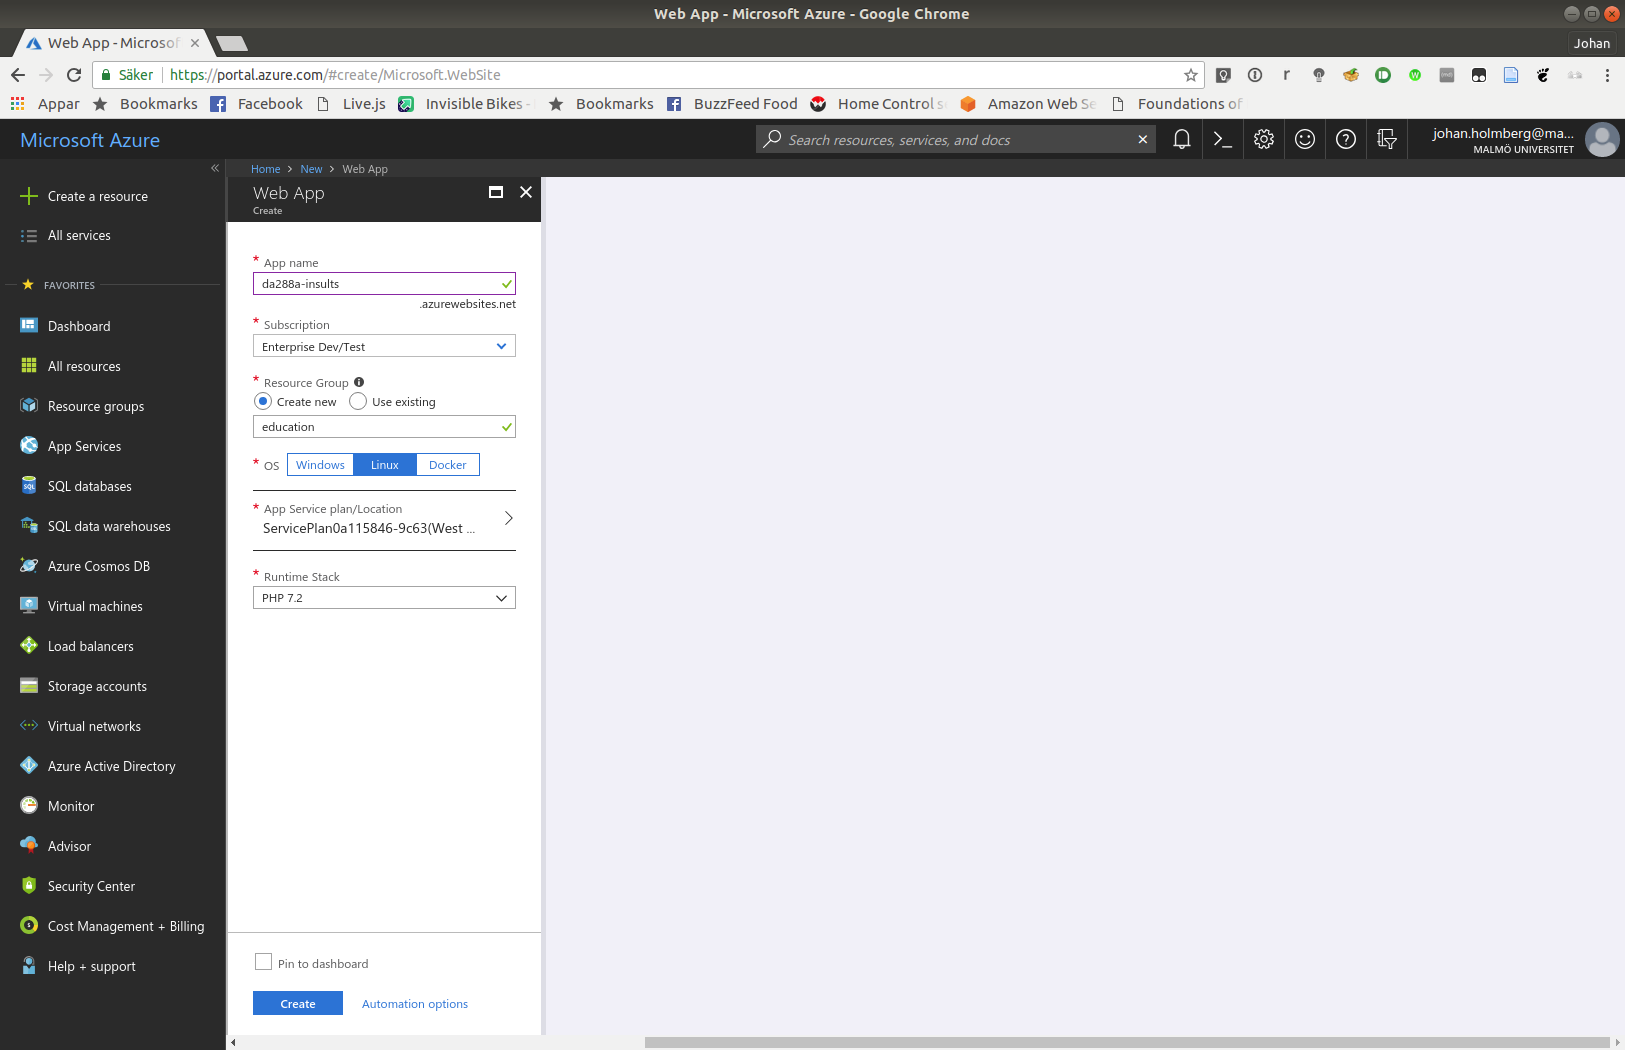 Web App - Microsoft Azure - Google Chrome
Web App - Microsof
Johan
Säker https://portal.azure.com/#create/Microsoft.WebSite
Appar Bookmarks Facebook Live.js Invisible Bikes - Bookmarks BuzzFeed Food Home Control s Amazon Web Se Foundations of
Microsoft Azure
Search resources, services, and docs
johan.holmberg@ma...
MALMÖ UNIVERSITET
Home > New > Web App
Web App
Create
Create a resource
All services
FAVORITES
Dashboard
All resources
Resource groups
App Services
SQL databases
SQL data warehouses
Azure Cosmos DB
Virtual machines
Load balancers
Storage accounts
Virtual networks
Azure Active Directory
Monitor
Advisor
Security Center
Cost Management + Billing
Help + support
* App name
da288a-insults
.azurewebsites.net
* Subscription
Enterprise Dev/Test
* Resource Group
Create new Use existing
education
* OS Windows Linux Docker
* App Service plan/Location
ServicePlan0a115846-9c63(West ...
* Runtime Stack
PHP 7.2
Pin to dashboard
Create Automation options